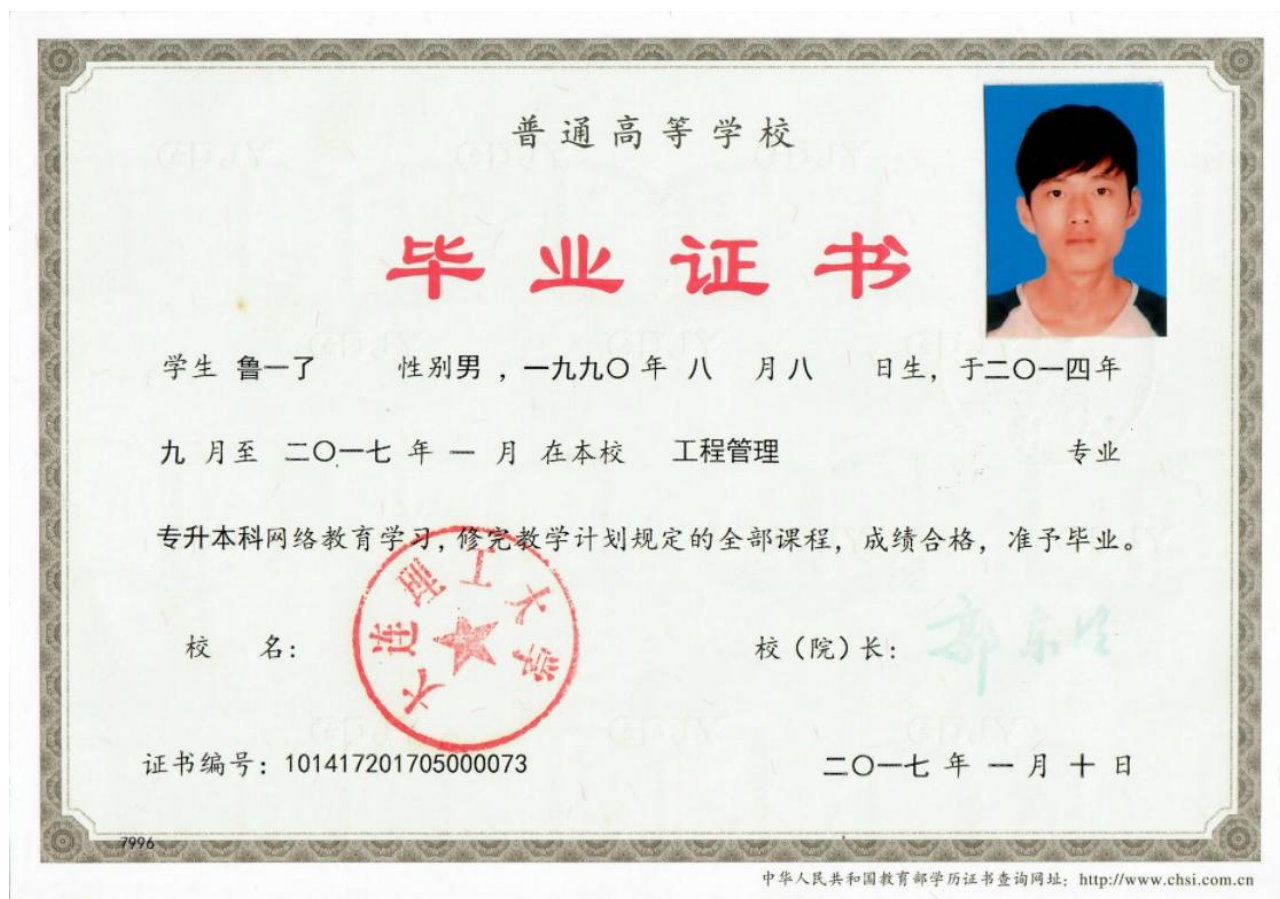 普通高等学校
毕业证书
学生 鲁一了 性别男 ，一九九〇年 八 月八 日生，于二〇一四年
九 月至 二〇一七 年 一 月 在本校 工程管理 专业
专升本科网络教育学习，修完教学计划规定的全部课程，成绩合格，准予毕业。
校 名： 大连理工大学 校（院）长：
证书编号：101417201705000073 二〇一七 年 一 月 十 日
7996
中华人民共和国教育部学历证书查询网址：http://www.chsi.com.cn